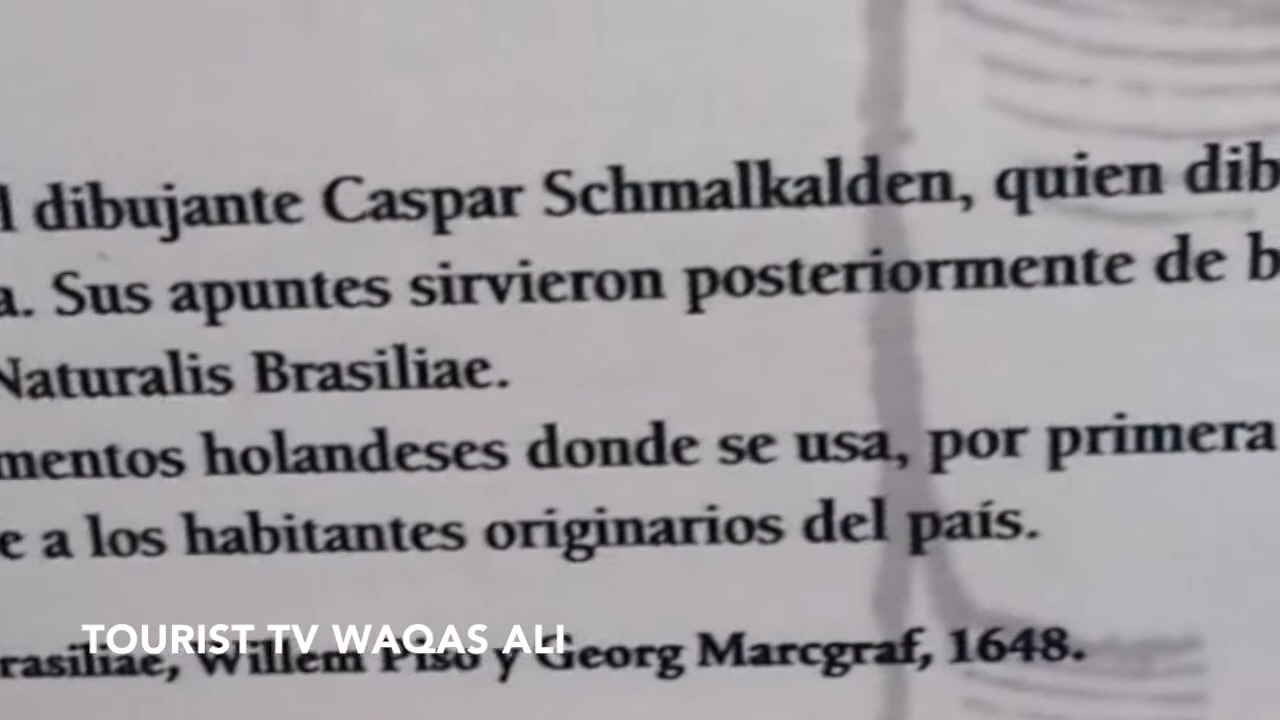 l dibujante Caspar Schmalkalden, quien dib
a. Sus apuntes sirvieron posteriormente de b
Naturalis Brasiliae.
mentos holandeses donde se usa, por primera
e a los habitantes originarios del país.
rasiliae, Willem Piso y Georg Marcgraf, 1648.
TOURIST TV WAQAS ALI